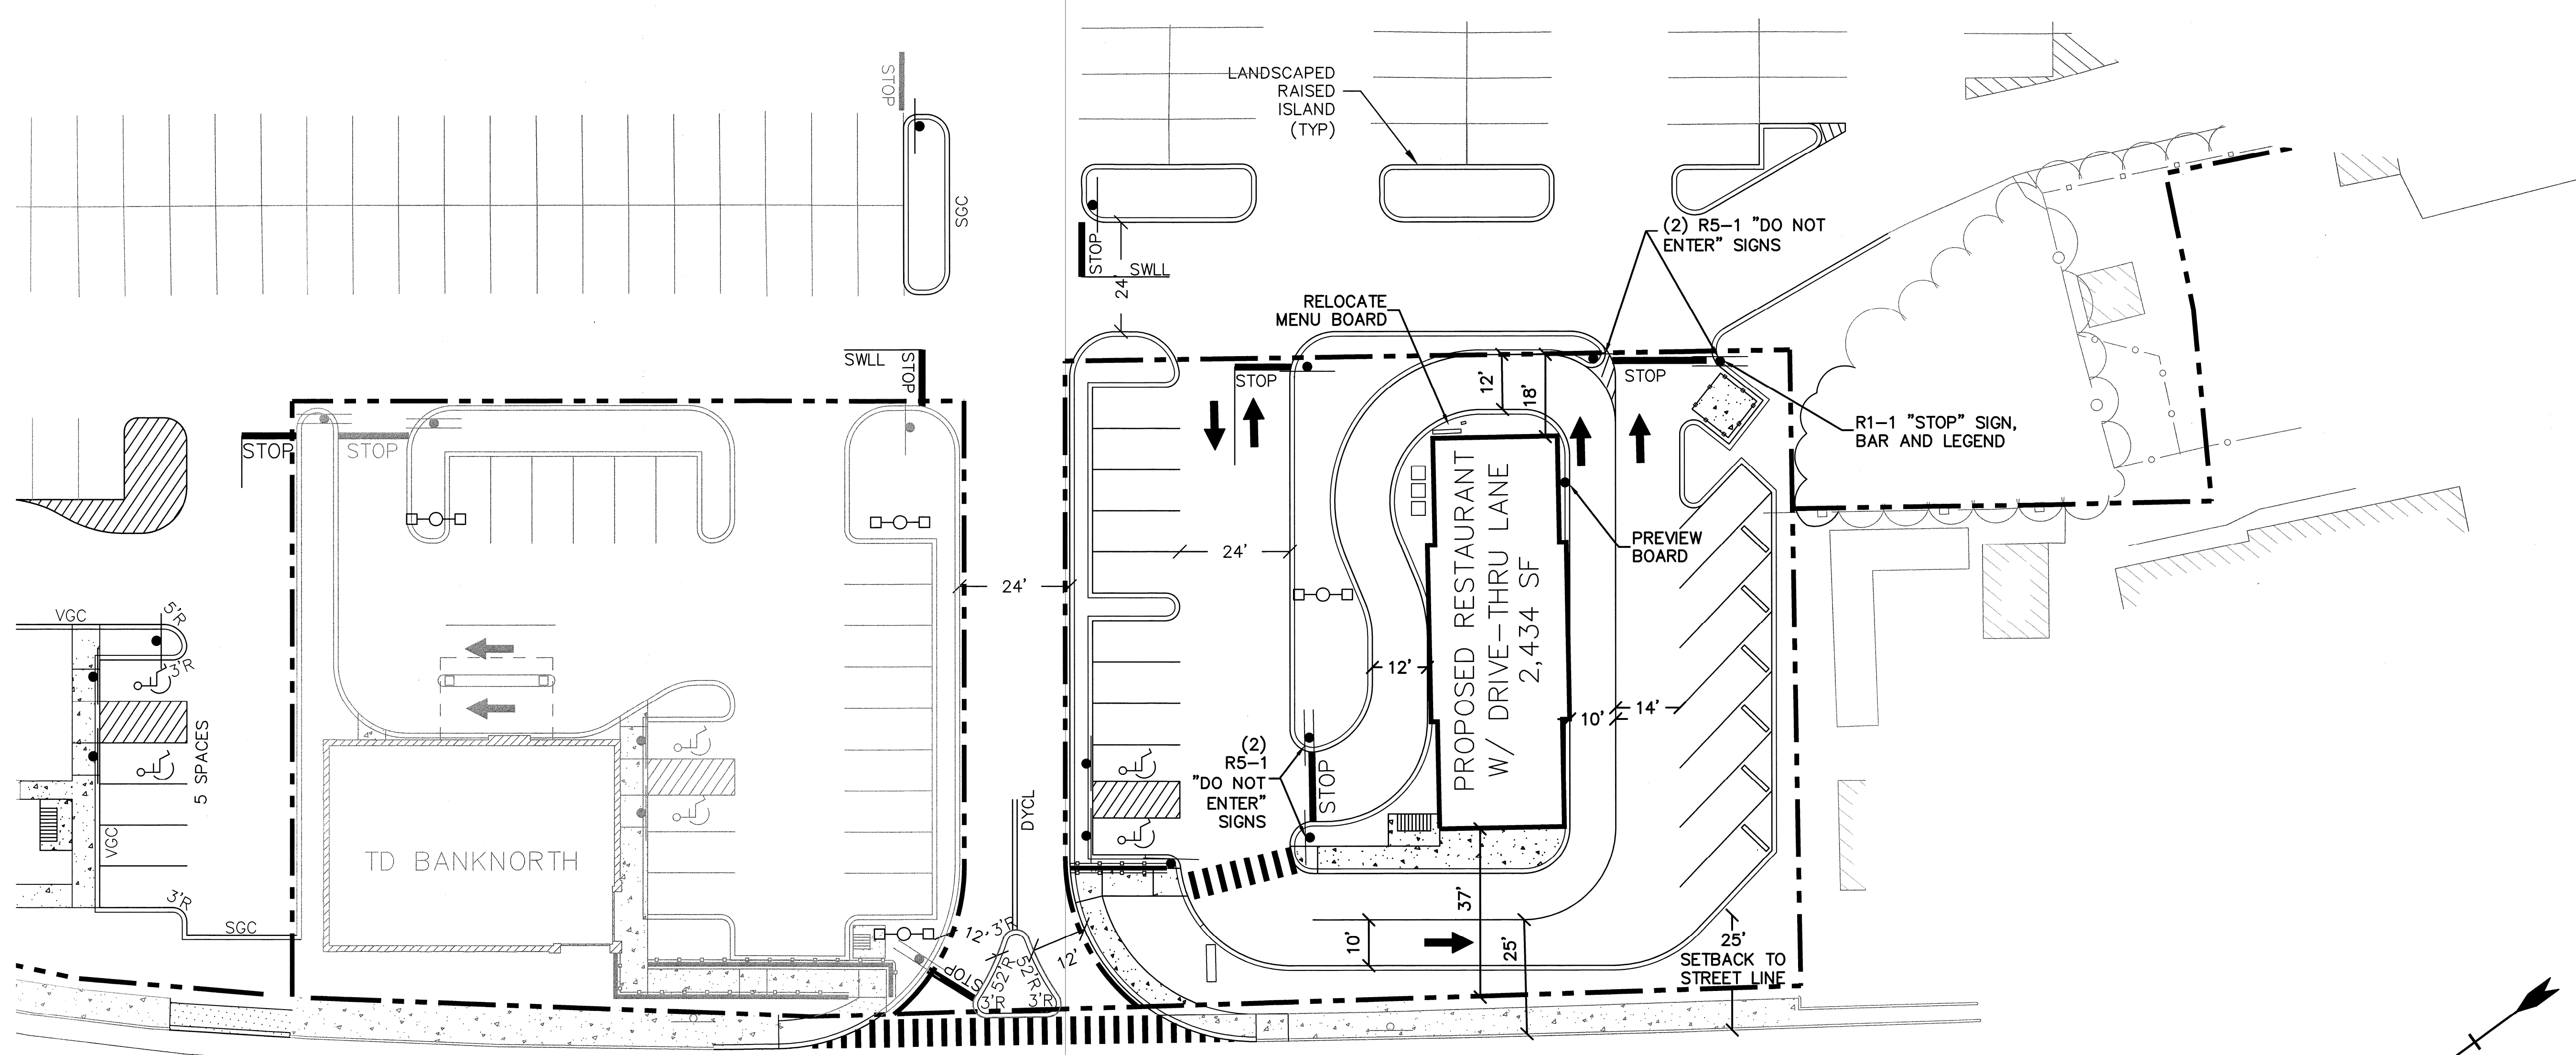 STOP
LANDSCAPED
RAISED
ISLAND
(TYP)
SGC
STOP
24'
SWLL
(2) R5-1 "DO NOT
ENTER" SIGNS
RELOCATE
MENU BOARD
SWLL
STOP
STOP
STOP
STOP
STOP
12'
18'
R1-1 "STOP" SIGN,
BAR AND LEGEND
24'
24'
PREVIEW
BOARD
PROPOSED RESTAURANT
W/ DRIVE-THRU LANE
2,434 SF
VGC
5'R
3'R
5 SPACES
VGC
3'R
SGC
12'
10'
14'
(2)
R5-1
"DO NOT
ENTER"
SIGNS
STOP
DYCL
TD BANKNORTH
37'
12'
3'R
12'
STOP
52'R
52'R
3'R
3'R
10'
25'
25'
SETBACK TO
STREET LINE